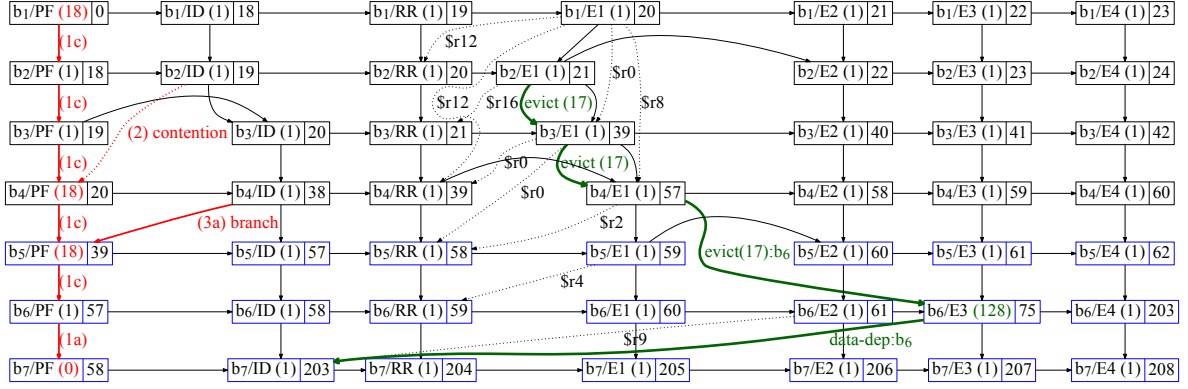 b₁/PF (18) 0 b₁/ID (1) 18 b₁/RR (1) 19 b₁/E1 (1) 20 b₁/E2 (1) 21 b₁/E3 (1) 22 b₁/E4 (1) 23
(1c) $r12
b₂/PF (1) 18 b₂/ID (1) 19 b₂/RR (1) 20 b₂/E1 (1) 21 $r0 b₂/E2 (1) 22 b₂/E3 (1) 23 b₂/E4 (1) 24
(1c) $r12 $r16 evict (17) $r8
b₃/PF (1) 19 (2) contention b₃/ID (1) 20 b₃/RR (1) 21 b₃/E1 (1) 39 b₃/E2 (1) 40 b₃/E3 (1) 41 b₃/E4 (1) 42
(1c) $r0 evict (17)
b₄/PF (18) 20 b₄/ID (1) 38 b₄/RR (1) 39 $r0 b₄/E1 (1) 57 b₄/E2 (1) 58 b₄/E3 (1) 59 b₄/E4 (1) 60
(1c) (3a) branch $r2
b₅/PF (18) 39 b₅/ID (1) 57 b₅/RR (1) 58 b₅/E1 (1) 59 evict(17):b₆ b₅/E2 (1) 60 b₅/E3 (1) 61 b₅/E4 (1) 62
(1c) $r4
b₆/PF (1) 57 b₆/ID (1) 58 b₆/RR (1) 59 b₆/E1 (1) 60 b₆/E2 (1) 61 b₆/E3 (128) 75 b₆/E4 (1) 203
(1a) $r9 data-dep:b₆
b₇/PF (0) 58 b₇/ID (1) 203 b₇/RR (1) 204 b₇/E1 (1) 205 b₇/E2 (1) 206 b₇/E3 (1) 207 b₇/E4 (1) 208